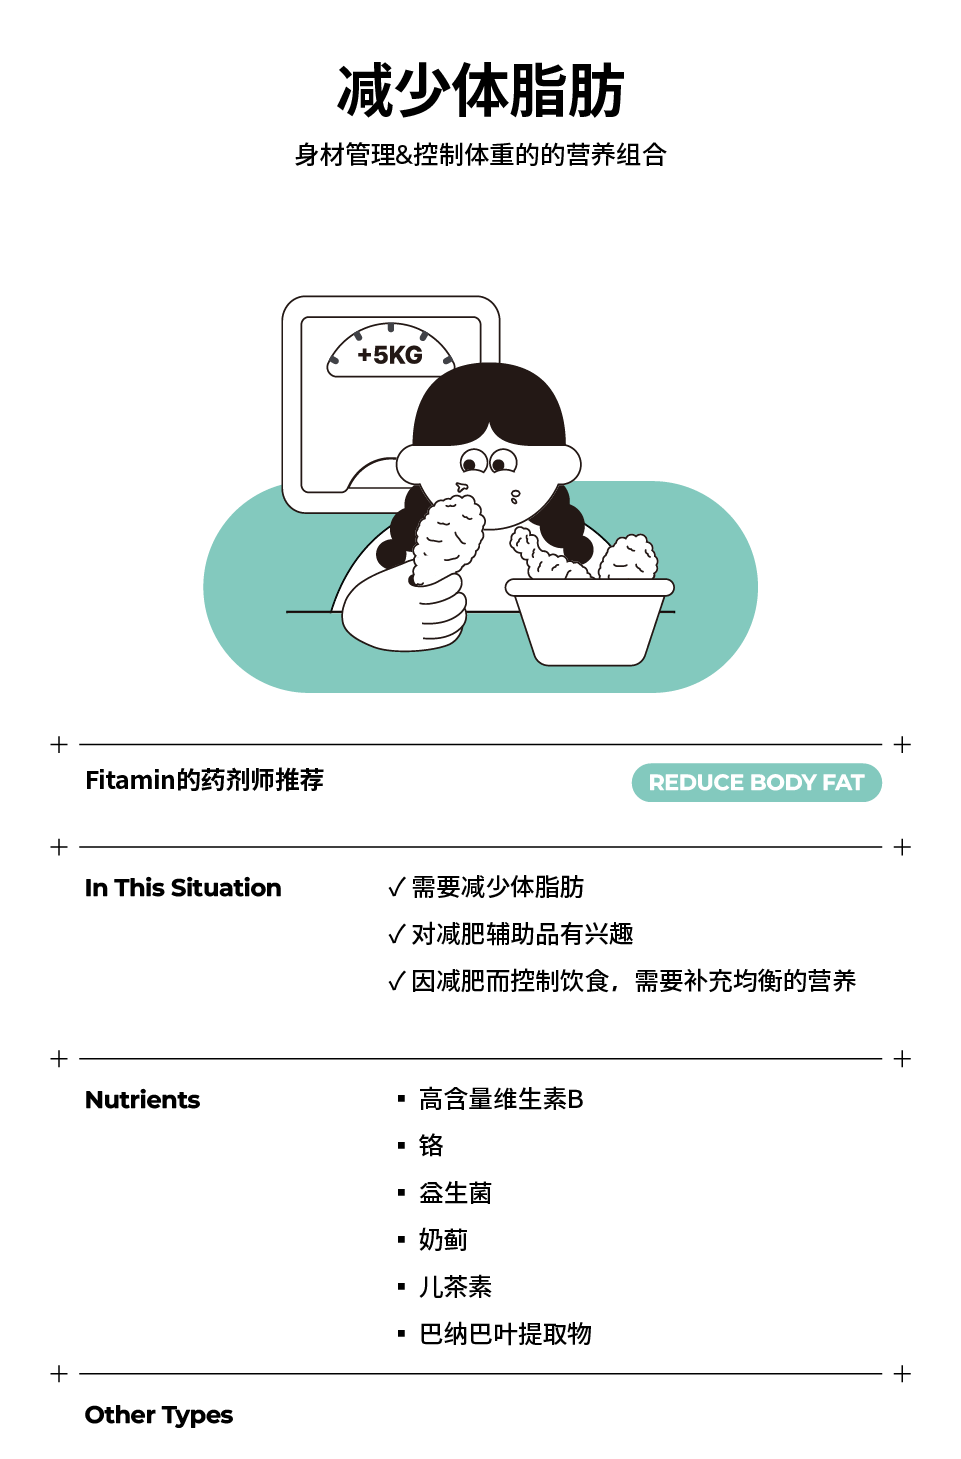 减少体脂肪
身材管理&控制体重的的营养组合
+5KG
Fitamin的药剂师推荐
REDUCE BODY FAT
In This Situation
✓ 需要减少体脂肪
✓ 对减肥辅助品有兴趣
✓ 因减肥而控制饮食，需要补充均衡的营养
Nutrients
▪ 高含量维生素B
▪ 铬
▪ 益生菌
▪ 奶蓟
▪ 儿茶素
▪ 巴纳巴叶提取物
Other Types